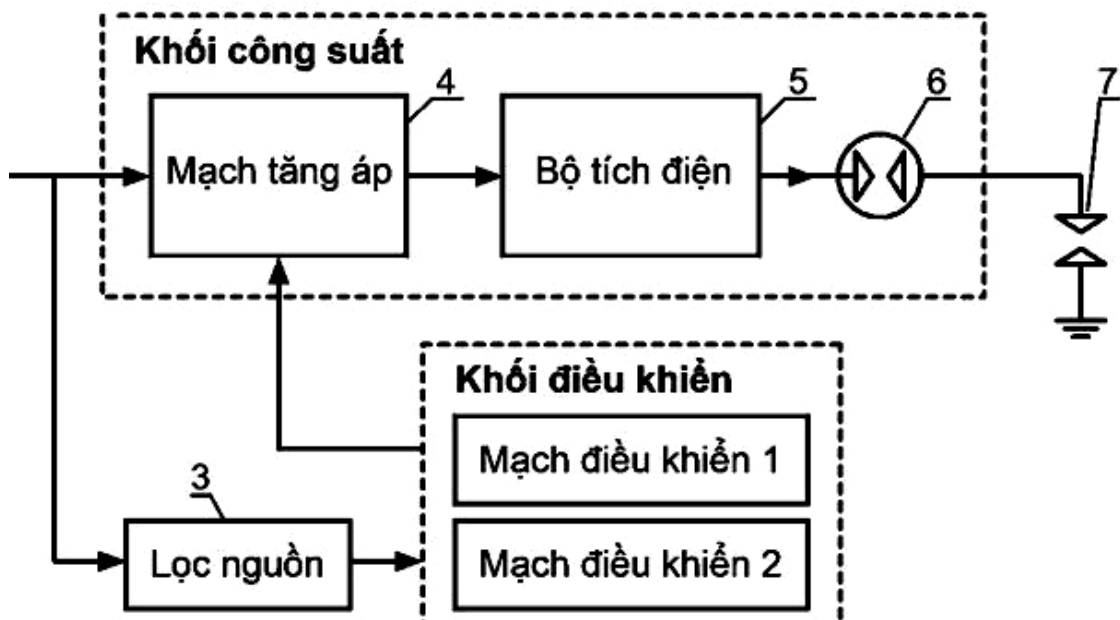 Khối công suất
4
5
6
7
Mạch tăng áp
Bộ tích điện
Khối điều khiển
Mạch điều khiển 1
3
Lọc nguồn
Mạch điều khiển 2